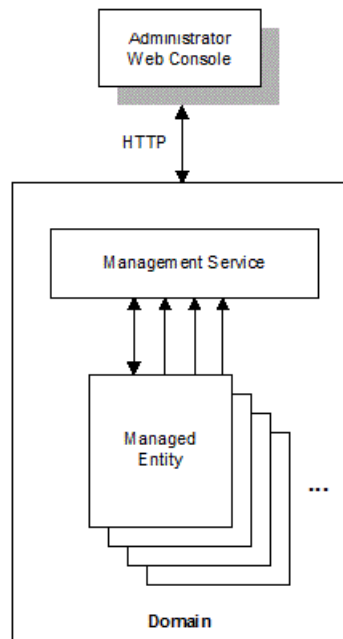 Administrator
Web Console
HTTP
Management Service
Managed
Entity
...
Domain